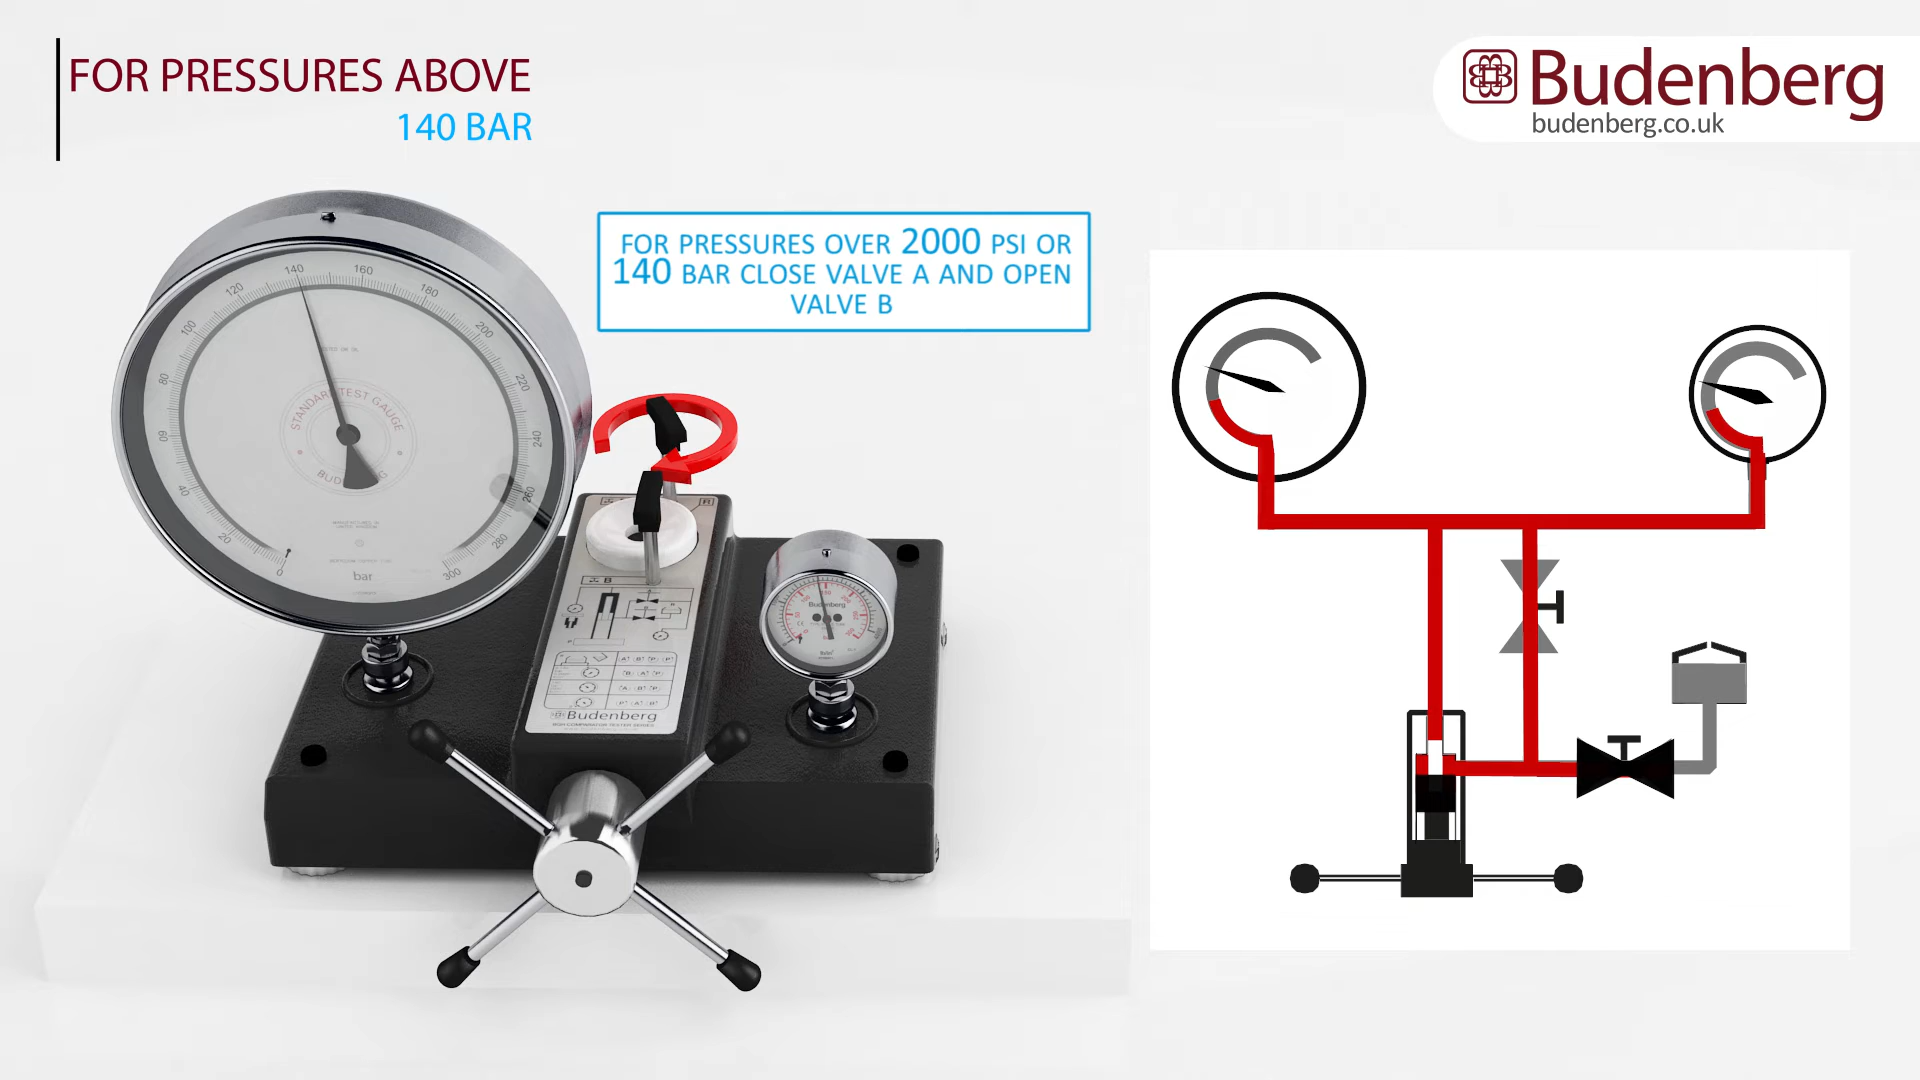 FOR PRESSURES ABOVE
140 BAR
Budenberg
budenberg.co.uk
FOR PRESSURES OVER 2000 PSI OR
140 BAR CLOSE VALVE A AND OPEN
VALVE B
0
20
40
60
80
100
120
140
160
180
200
220
240
260
280
300
STANDARD TEST GAUGE
bar
A
B
Budenberg
Budenberg